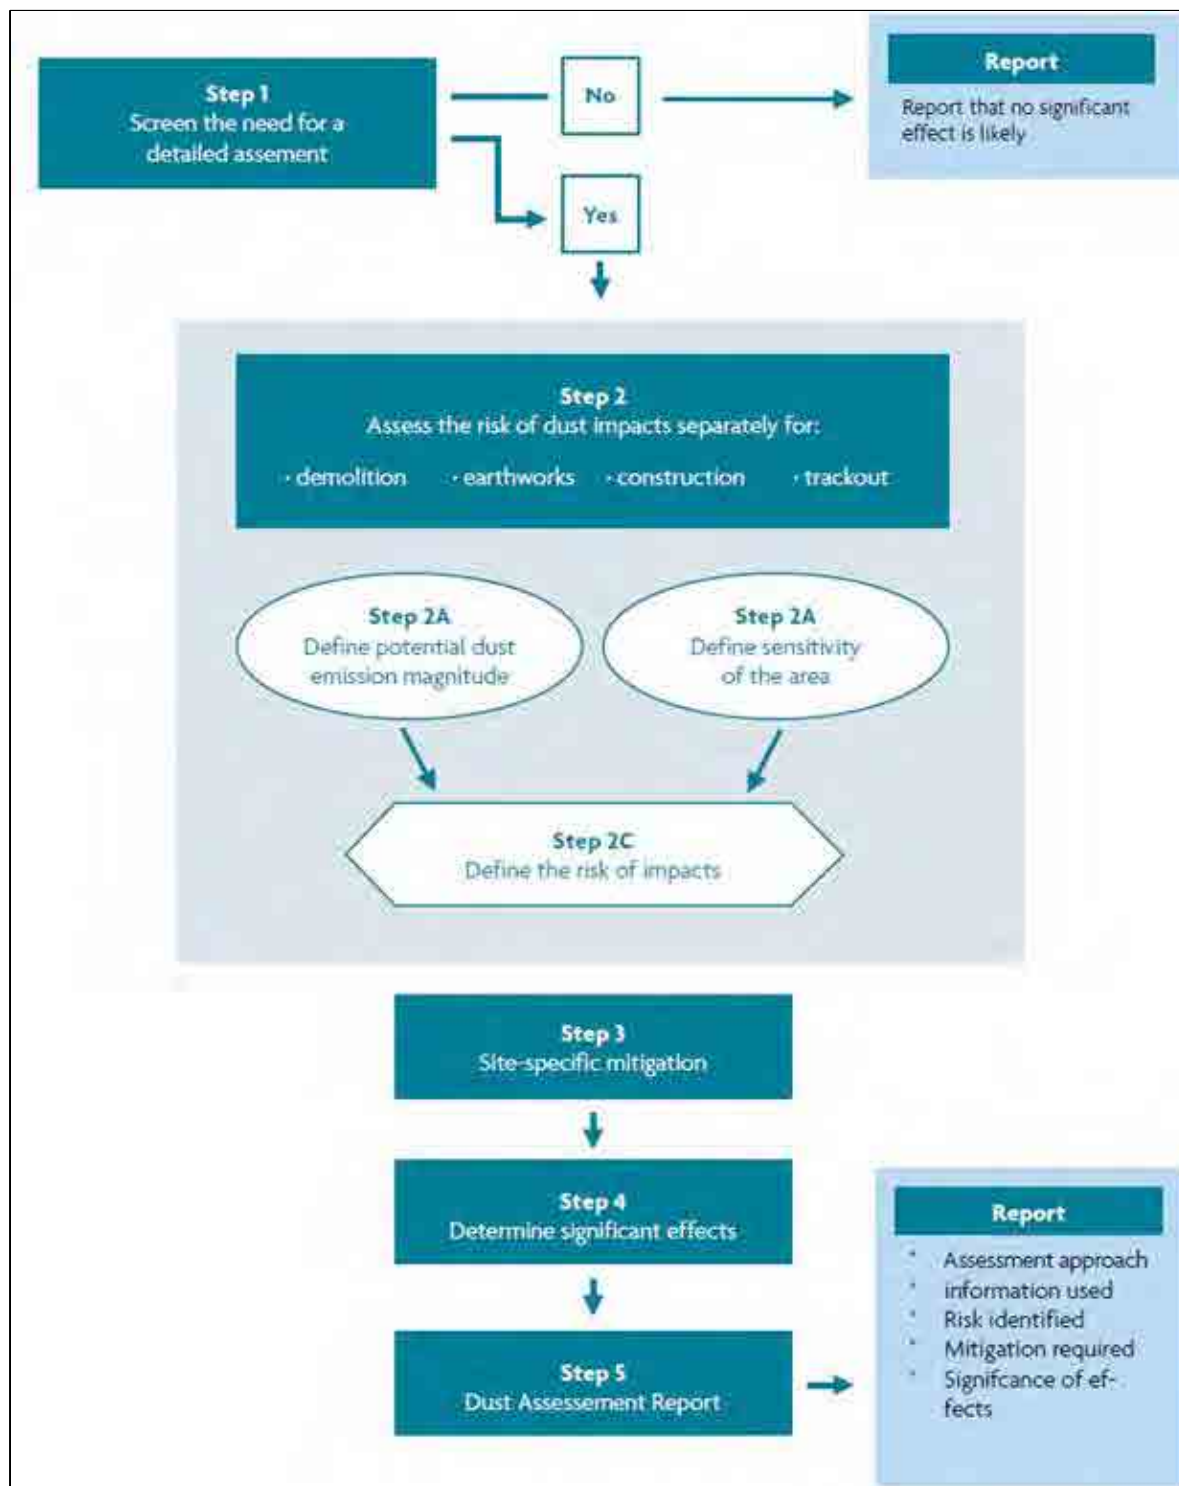 Step 1
Screen the need for a
detailed assement
No
Yes
Report
Report that no significant
effect is likely
Step 2
Assess the risk of dust impacts separately for:
· demolition · earthworks · construction · trackout
Step 2A
Define potential dust
emission magnitude
Step 2A
Define sensitivity
of the area
Step 2C
Define the risk of impacts
Step 3
Site-specific mitigation
Step 4
Determine significant effects
Step 5
Dust Assessement Report
Report
* Assessment approach
* information used
* Risk identified
* Mitigation required
* Signifcance of ef-
fects